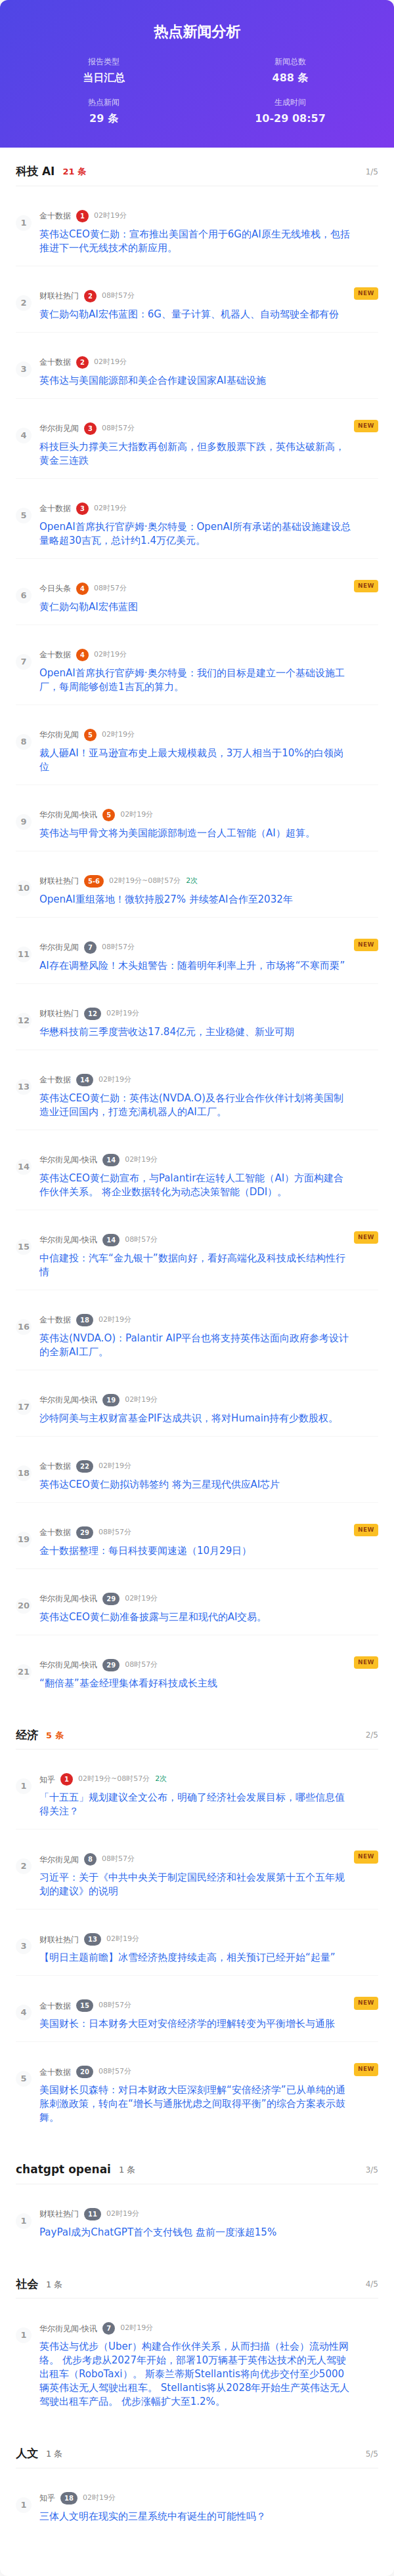 热点新闻分析
报告类型
新闻总数
当日汇总
488 条
热点新闻
生成时间
29 条
10-29 08:57
科技 AI 21 条 1/5
金十数据 1 02时19分
1
英伟达CEO黄仁勋：宣布推出美国首个用于6G的AI原生无线堆栈，包括
推进下一代无线技术的新应用。
财联社热门 2 08时57分 NEW
2
黄仁勋勾勒AI宏伟蓝图：6G、量子计算、机器人、自动驾驶全都有份
金十数据 2 02时19分
3
英伟达与美国能源部和美企合作建设国家AI基础设施
华尔街见闻 3 08时57分 NEW
4
科技巨头力撑美三大指数再创新高，但多数股票下跌，英伟达破新高，
黄金三连跌
金十数据 3 02时19分
5
OpenAI首席执行官萨姆·奥尔特曼：OpenAI所有承诺的基础设施建设总
量略超30吉瓦，总计约1.4万亿美元。
今日头条 4 08时57分 NEW
6
黄仁勋勾勒AI宏伟蓝图
金十数据 4 02时19分
7
OpenAI首席执行官萨姆·奥尔特曼：我们的目标是建立一个基础设施工
厂，每周能够创造1吉瓦的算力。
华尔街见闻 5 02时19分
8
裁人砸AI！亚马逊宣布史上最大规模裁员，3万人相当于10%的白领岗
位
华尔街见闻-快讯 5 02时19分
9
英伟达与甲骨文将为美国能源部制造一台人工智能（AI）超算。
财联社热门 5-6 02时19分~08时57分 2次
10
OpenAI重组落地！微软持股27% 并续签AI合作至2032年
华尔街见闻 7 08时57分 NEW
11
AI存在调整风险！木头姐警告：随着明年利率上升，市场将“不寒而栗”
财联社热门 12 02时19分
12
华懋科技前三季度营收达17.84亿元，主业稳健、新业可期
金十数据 14 02时19分
13
英伟达CEO黄仁勋：英伟达(NVDA.O)及各行业合作伙伴计划将美国制
造业迁回国内，打造充满机器人的AI工厂。
华尔街见闻-快讯 14 02时19分
14
英伟达CEO黄仁勋宣布，与Palantir在运转人工智能（AI）方面构建合
作伙伴关系。 将企业数据转化为动态决策智能（DDI）。
华尔街见闻-快讯 14 08时57分 NEW
15
中信建投：汽车“金九银十”数据向好，看好高端化及科技成长结构性行
情
金十数据 18 02时19分
16
英伟达(NVDA.O)：Palantir AIP平台也将支持英伟达面向政府参考设计
的全新AI工厂。
华尔街见闻-快讯 19 02时19分
17
沙特阿美与主权财富基金PIF达成共识，将对Humain持有少数股权。
金十数据 22 02时19分
18
英伟达CEO黄仁勋拟访韩签约 将为三星现代供应AI芯片
金十数据 29 08时57分 NEW
19
金十数据整理：每日科技要闻速递（10月29日）
华尔街见闻-快讯 29 02时19分
20
英伟达CEO黄仁勋准备披露与三星和现代的AI交易。
华尔街见闻-快讯 29 08时57分 NEW
21
“翻倍基”基金经理集体看好科技成长主线
经济 5 条 2/5
知乎 1 02时19分~08时57分 2次
1
「十五五」规划建议全文公布，明确了经济社会发展目标，哪些信息值
得关注？
华尔街见闻 8 08时57分 NEW
2
习近平：关于《中共中央关于制定国民经济和社会发展第十五个五年规
划的建议》的说明
财联社热门 13 02时19分
3
【明日主题前瞻】冰雪经济热度持续走高，相关预订已经开始“起量”
金十数据 15 08时57分 NEW
4
美国财长：日本财务大臣对安倍经济学的理解转变为平衡增长与通胀
金十数据 20 08时57分 NEW
5
美国财长贝森特：对日本财政大臣深刻理解“安倍经济学”已从单纯的通
胀刺激政策，转向在“增长与通胀忧虑之间取得平衡”的综合方案表示鼓
舞。
chatgpt openai 1 条 3/5
财联社热门 11 02时19分
1
PayPal成为ChatGPT首个支付钱包 盘前一度涨超15%
社会 1 条 4/5
华尔街见闻-快讯 7 02时19分
1
英伟达与优步（Uber）构建合作伙伴关系，从而扫描（社会）流动性网
络。 优步考虑从2027年开始，部署10万辆基于英伟达技术的无人驾驶
出租车（RoboTaxi）。 斯泰兰蒂斯Stellantis将向优步交付至少5000
辆英伟达无人驾驶出租车。 Stellantis将从2028年开始生产英伟达无人
驾驶出租车产品。 优步涨幅扩大至1.2%。
人文 1 条 5/5
知乎 18 02时19分
1
三体人文明在现实的三星系统中有诞生的可能性吗？